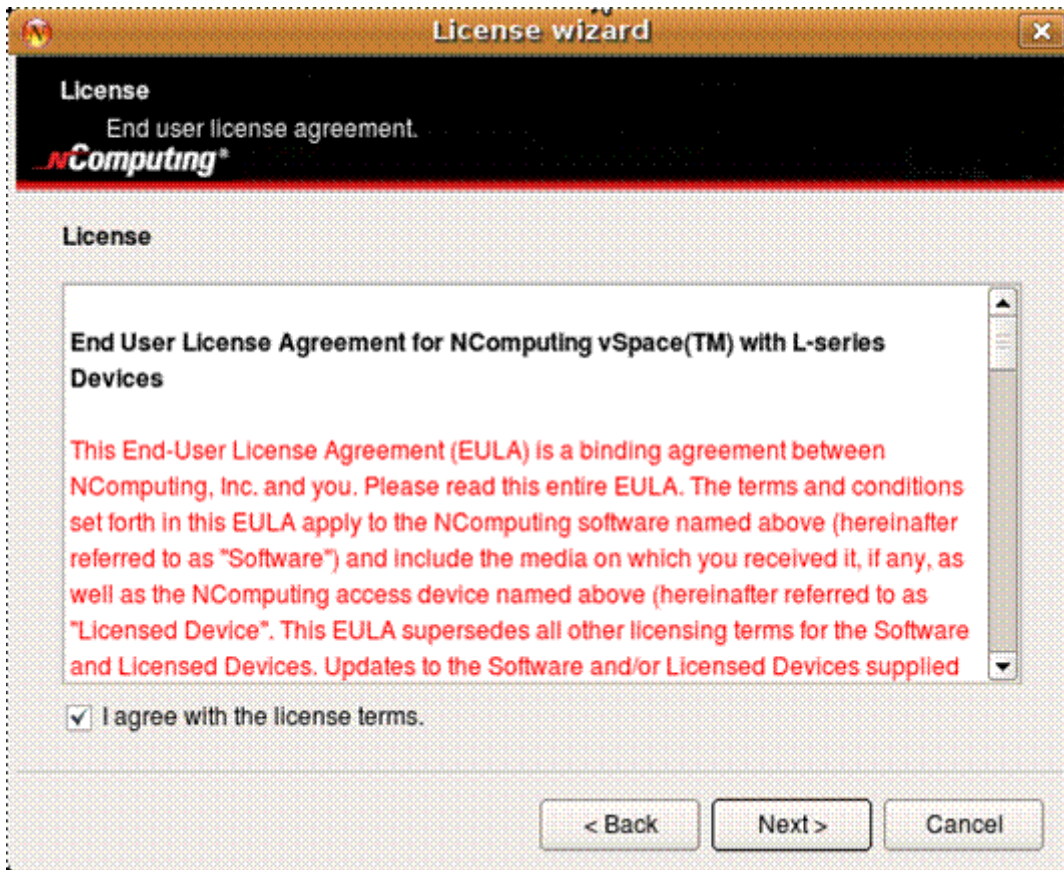 License wizard
License
End user license agreement.
NComputing®
License
End User License Agreement for NComputing vSpace(TM) with L-series
Devices
This End-User License Agreement (EULA) is a binding agreement between
NComputing, Inc. and you. Please read this entire EULA. The terms and conditions
set forth in this EULA apply to the NComputing software named above (hereinafter
referred to as "Software") and include the media on which you received it, if any, as
well as the NComputing access device named above (hereinafter referred to as
"Licensed Device". This EULA supersedes all other licensing terms for the Software
and Licensed Devices. Updates to the Software and/or Licensed Devices supplied
I agree with the license terms.
< Back Next > Cancel